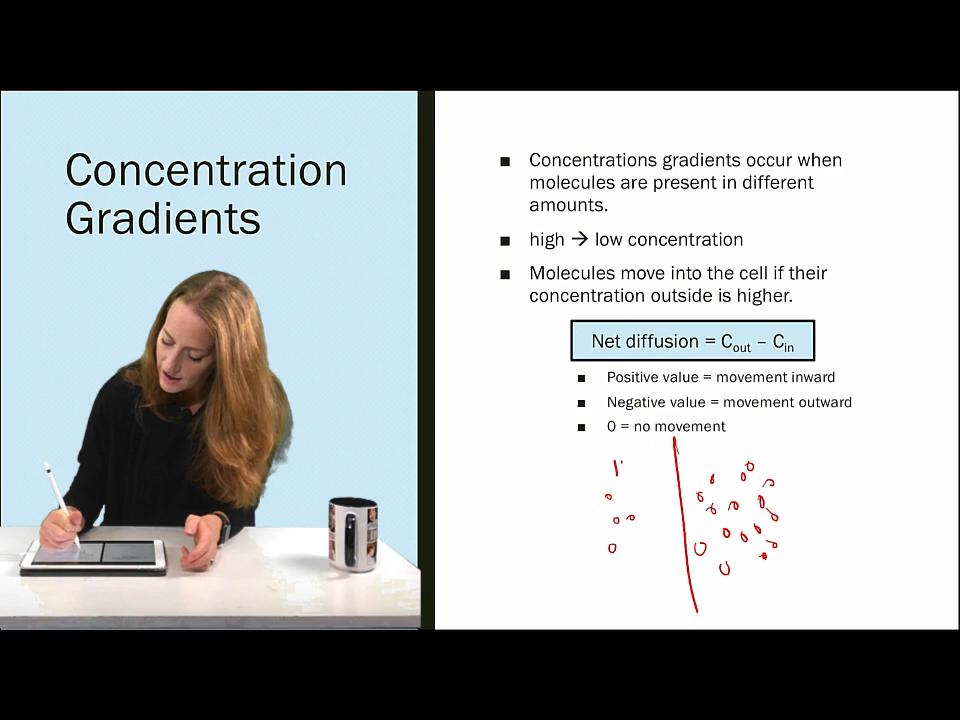 Concentration
Gradients
■ Concentrations gradients occur when
molecules are present in different
amounts.
■ high → low concentration
■ Molecules move into the cell if their
concentration outside is higher.
Net diffusion = Cout – Cin
■ Positive value = movement inward
■ Negative value = movement outward
■ 0 = no movement